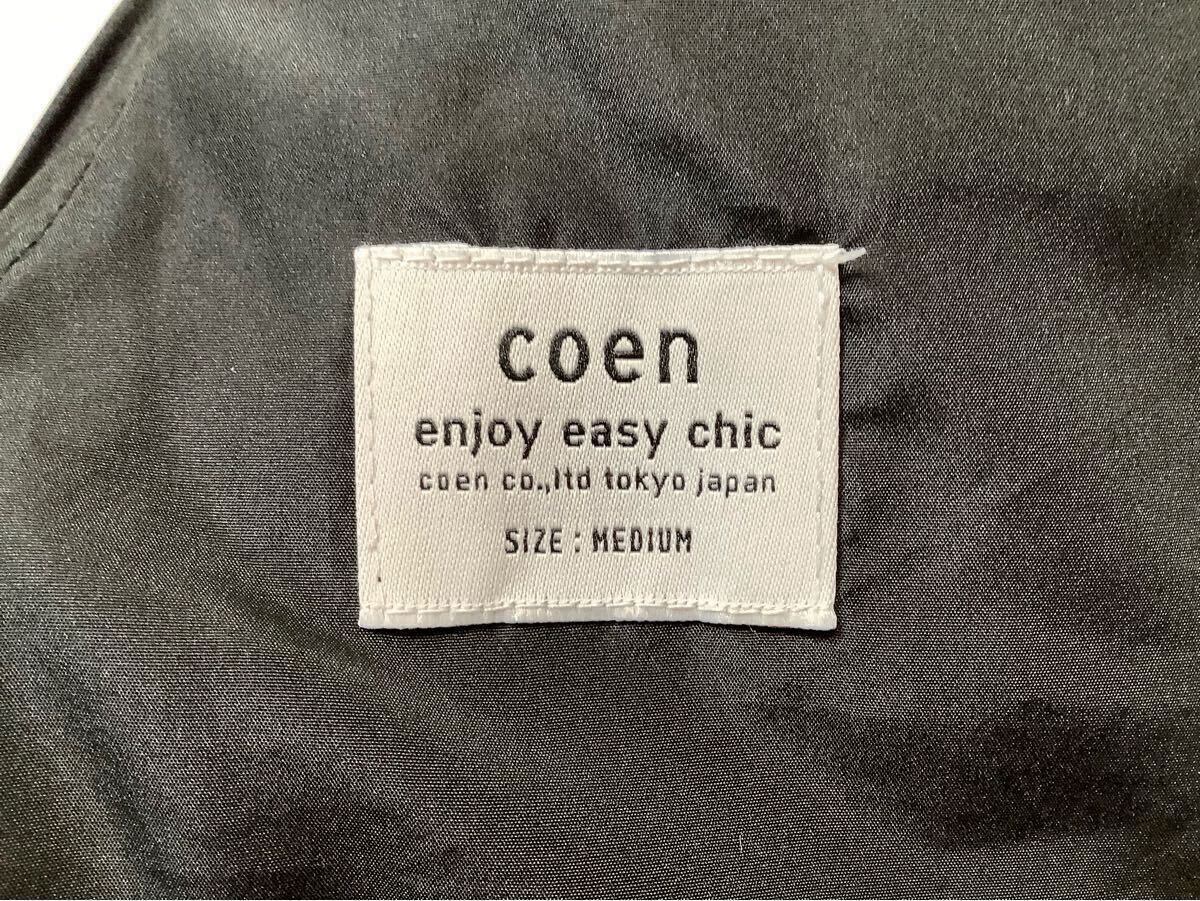 coen
enjoy easy chic
coen co.,ltd tokyo japan
SIZE : MEDIUM